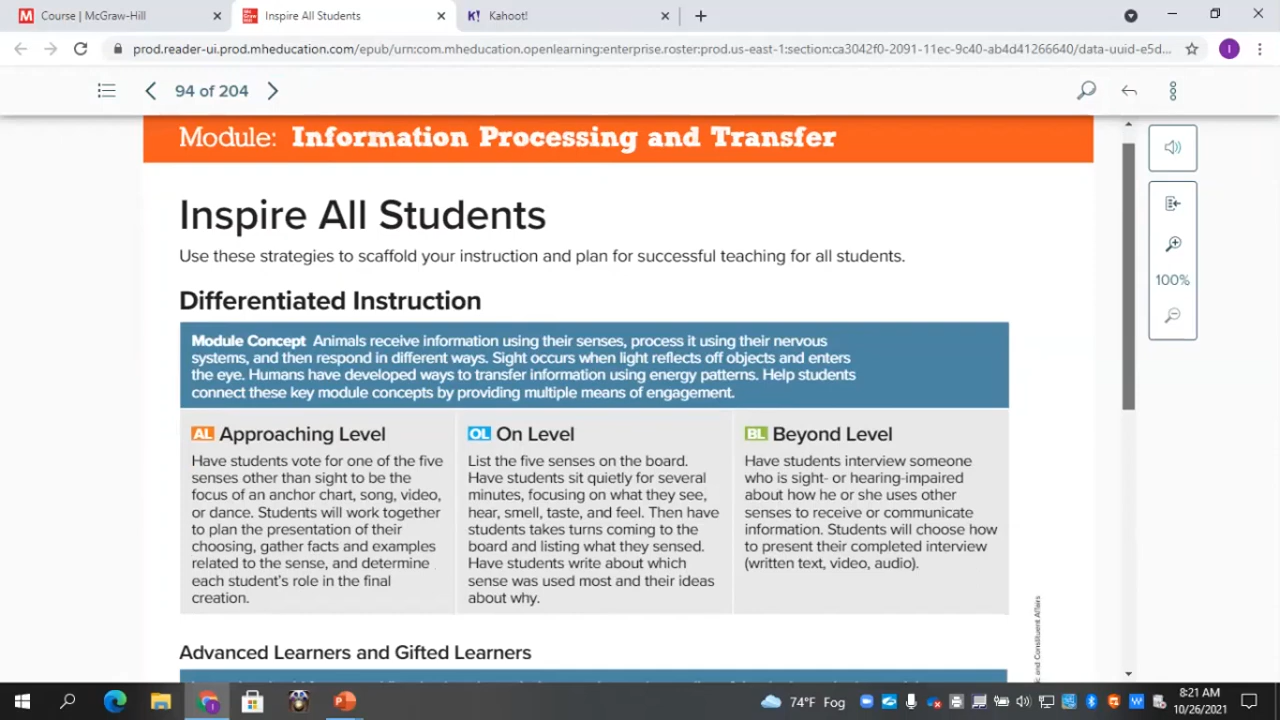 Course | McGraw-Hill
Inspire All Students
K! Kahoot!
prod.reader-ui.prod.mheducation.com/epub/urn:com.mheducation.openlearning:enterprise.roster:prod.us-east-1:section:ca3042f0-2091-11ec-9c40-ab4d41266640/data-uuid-e5d...
94 of 204
Module: Information Processing and Transfer
Inspire All Students
Use these strategies to scaffold your instruction and plan for successful teaching for all students.
100%
Differentiated Instruction
Module Concept Animals receive information using their senses, process it using their nervous
systems, and then respond in different ways. Sight occurs when light reflects off objects and enters
the eye. Humans have developed ways to transfer information using energy patterns. Help students
connect these key module concepts by providing multiple means of engagement.
AL Approaching Level
Have students vote for one of the five
senses other than sight to be the
focus of an anchor chart, song, video,
or dance. Students will work together
to plan the presentation of their
choosing, gather facts and examples
related to the sense, and determine
each student's role in the final
creation.
OL On Level
List the five senses on the board.
Have students sit quietly for several
minutes, focusing on what they see,
hear, smell, taste, and feel. Then have
students takes turns coming to the
board and listing what they sensed.
Have students write about which
sense was used most and their ideas
about why.
BL Beyond Level
Have students interview someone
who is sight- or hearing-impaired
about how he or she uses other
senses to receive or communicate
information. Students will choose how
to present their completed interview
(written text, video, audio).
and Constituent Affairs
Advanced Learners and Gifted Learners
74°F Fog
8:21 AM
10/26/2021